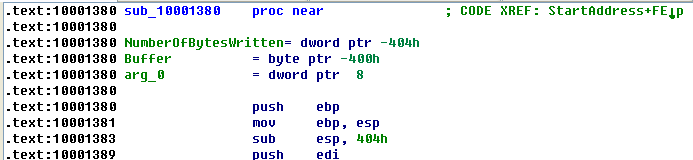 .text:10001380 sub_10001380    proc near               ; CODE XREF: StartAddress+FE↓p
.text:10001380
.text:10001380 NumberOfBytesWritten= dword ptr -404h
.text:10001380 Buffer          = byte ptr -400h
.text:10001380 arg_0           = dword ptr  8
.text:10001380
.text:10001380                 push    ebp
.text:10001381                 mov     ebp, esp
.text:10001383                 sub     esp, 404h
.text:10001389                 push    edi